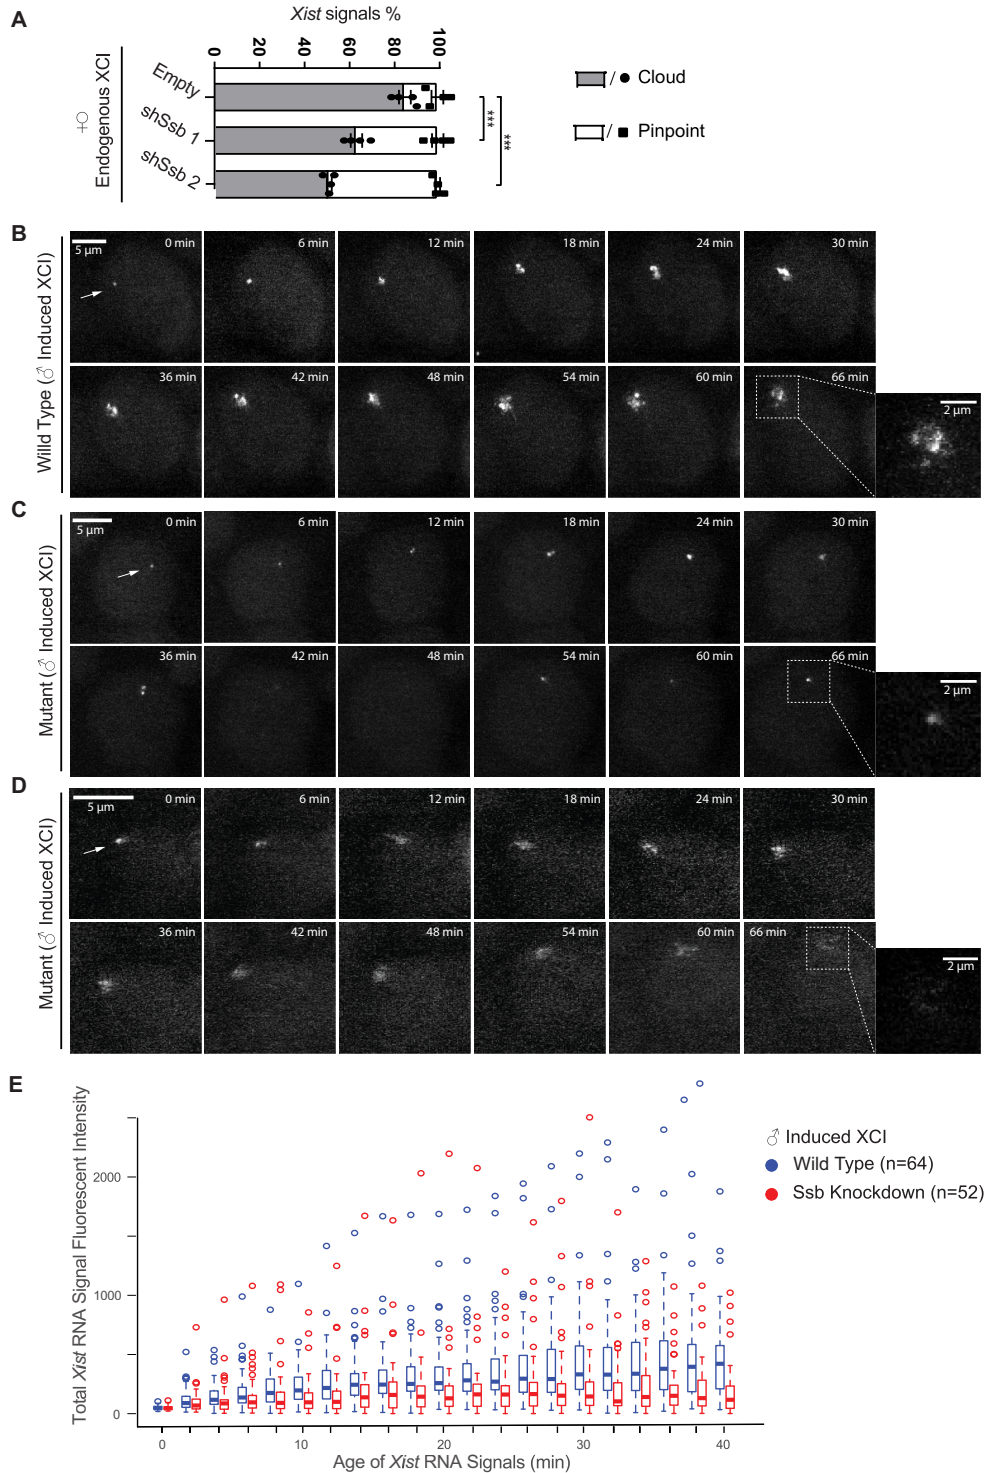 A
Xist signals %
0 20 40 60 80 100
♀ Endogenous XCI
Empty
shSsb 1
shSsb 2
***
***
/ Cloud
/ Pinpoint
B
Willd Type (♂ Induced XCI)
5 µm
0 min
6 min
12 min
18 min
24 min
30 min
36 min
42 min
48 min
54 min
60 min
66 min
2 µm
C
Mutant (♂ Induced XCI)
5 µm
0 min
6 min
12 min
18 min
24 min
30 min
36 min
42 min
48 min
54 min
60 min
66 min
2 µm
D
Mutant (♂ Induced XCI)
5 µm
0 min
6 min
12 min
18 min
24 min
30 min
36 min
42 min
48 min
54 min
60 min
66 min
2 µm
E
Total Xist RNA Signal Fluorescent Intensity
2000
1000
0
0 10 20 30 40
Age of Xist RNA Signals (min)
♂ Induced XCI
Wild Type (n=64)
Ssb Knockdown (n=52)